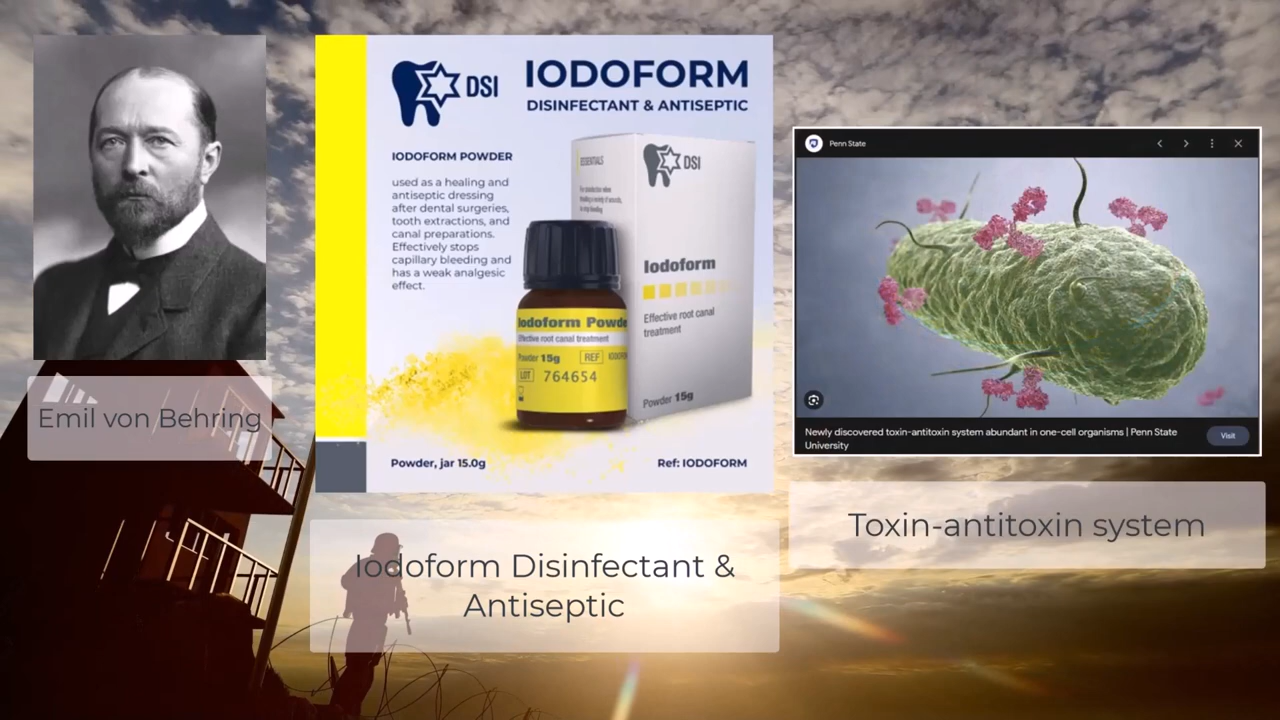 Emil von Behring
DSI
IODOFORM
DISINFECTANT & ANTISEPTIC
IODOFORM POWDER
used as a healing and
antiseptic dressing
after dental surgeries,
tooth extractions, and
canal preparations.
Effectively stops
capillary bleeding and
has a weak analgesic
effect.
DSI
Iodoform
Effective root canal
treatment
Powder 15g
Iodoform Powde
Effective root canal treatment
Powder 15g
REF
LOT
764654
Powder, jar 15.0g
Ref: IODOFORM
Iodoform Disinfectant &
Antiseptic
Penn State
Newly discovered toxin-antitoxin system abundant in one-cell organisms | Penn State
University
Visit
Toxin-antitoxin system